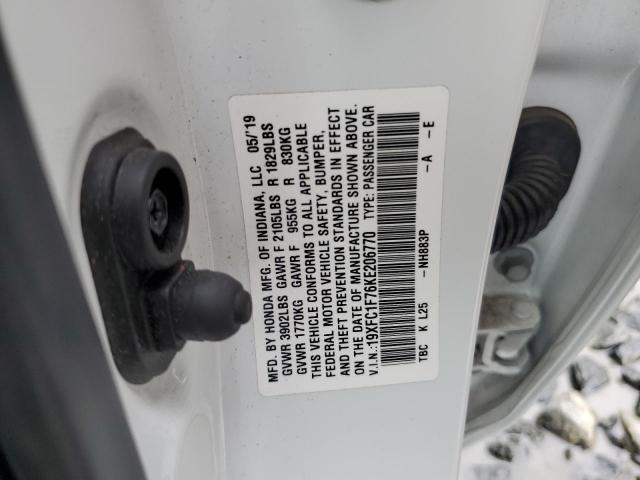 MFD. BY HONDA MFG. OF INDIANA, LLC 05/'19
GVWR 3902LBS GAWR F 2105LBS R 1829LBS
GVWR 1770KG GAWR F 955KG R 830KG
THIS VEHICLE CONFORMS TO ALL APPLICABLE
FEDERAL MOTOR VEHICLE SAFETY, BUMPER,
AND THEFT PREVENTION STANDARDS IN EFFECT
ON THE DATE OF MANUFACTURE SHOWN ABOVE.
V.I.N.:19XFC1F76KE206770 TYPE: PASSENGER CAR
TBC K L25 -NH883P -A -E